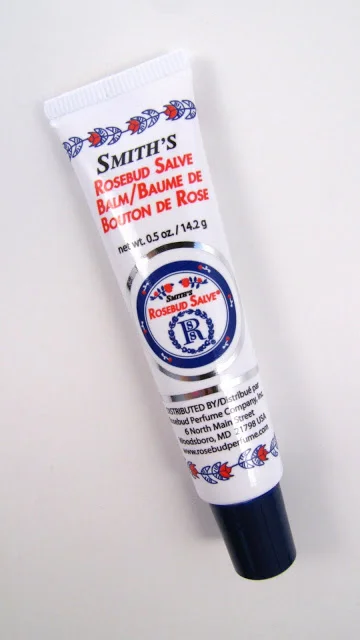 SMITH'S
ROSEBUD SALVE
BALM/BAUME DE
BOUTON DE ROSE
net wt. 0.5 oz. / 14.2 g
SMITH'S
ROSEBUD SALVE®
R
DISTRIBUTED BY/Distribué par
Rosebud Perfume Company, Inc.
6 North Main Street
Woodsboro, MD 21798 USA
www.rosebudperfume.com